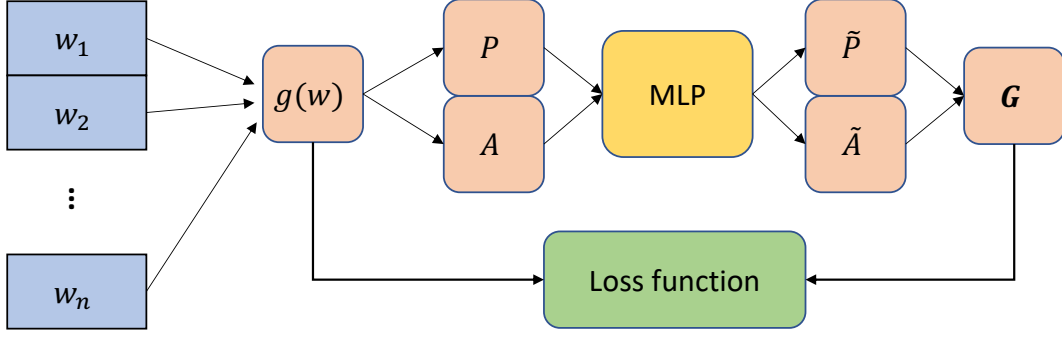 w₁
w₂
⋮
wₙ
g(w)
P
A
MLP
P̃
Ã
G
Loss function